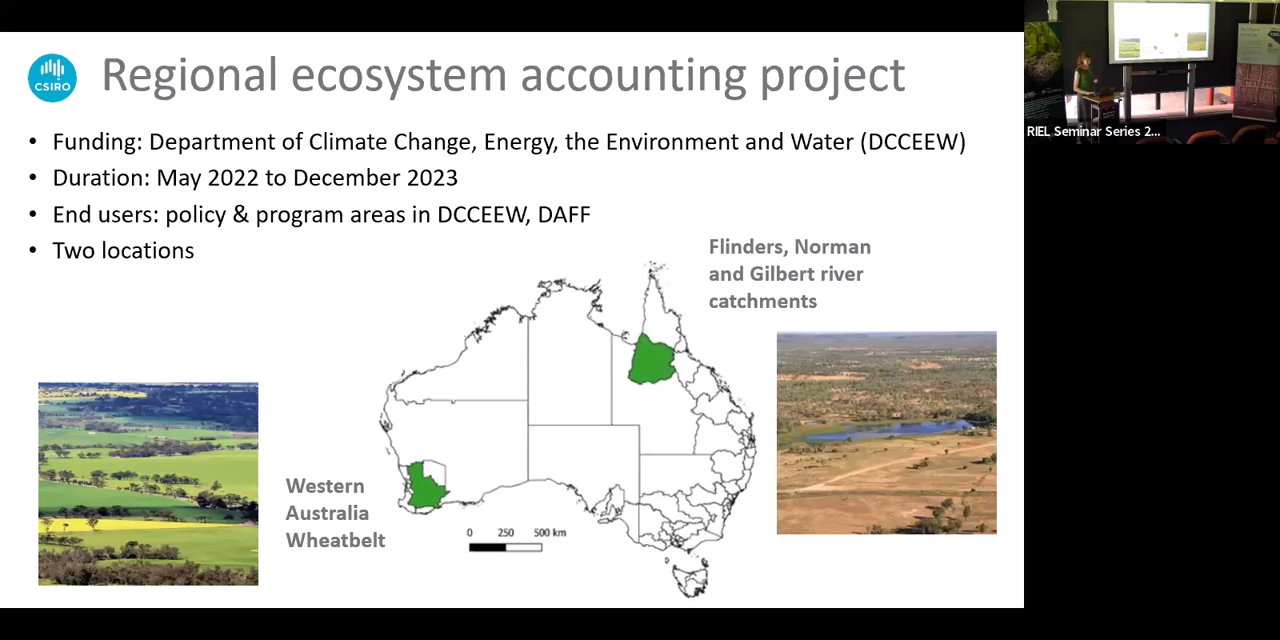 CSIRO
Regional ecosystem accounting project
• Funding: Department of Climate Change, Energy, the Environment and Water (DCCEEW)
• Duration: May 2022 to December 2023
• End users: policy & program areas in DCCEEW, DAFF
• Two locations
Flinders, Norman
and Gilbert river
catchments
Western
Australia
Wheatbelt
0 250 500 km
RIEL Seminar Series 2...